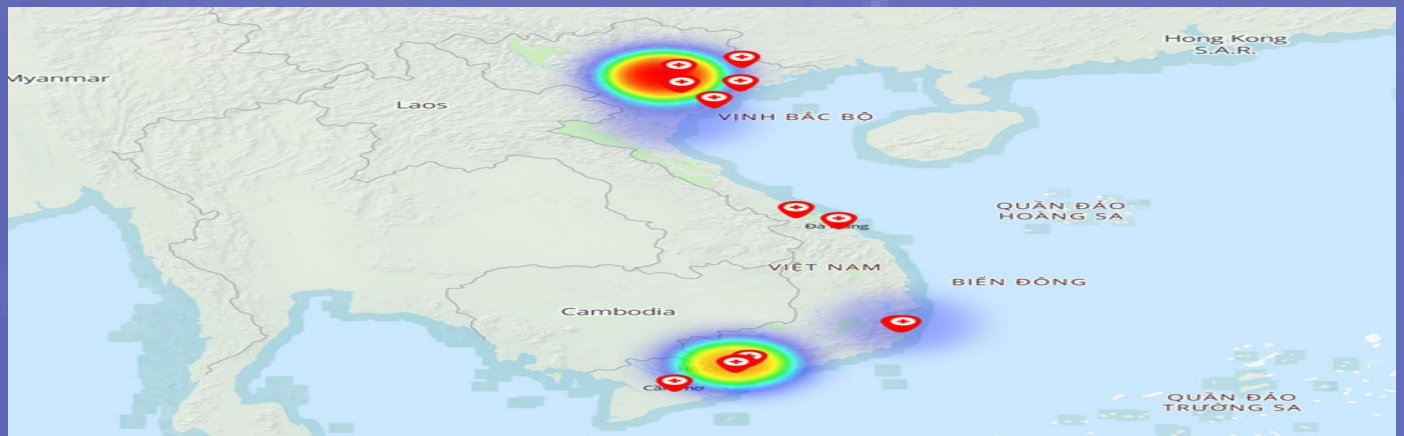 Hong Kong
S.A.R.
Myanmar
Laos
VỊNH BẮC BỘ
QUẦN ĐẢO
HOÀNG SA
VIỆT NAM
BIỂN ĐÔNG
Cambodia
QUẦN ĐẢO
TRƯỜNG SA